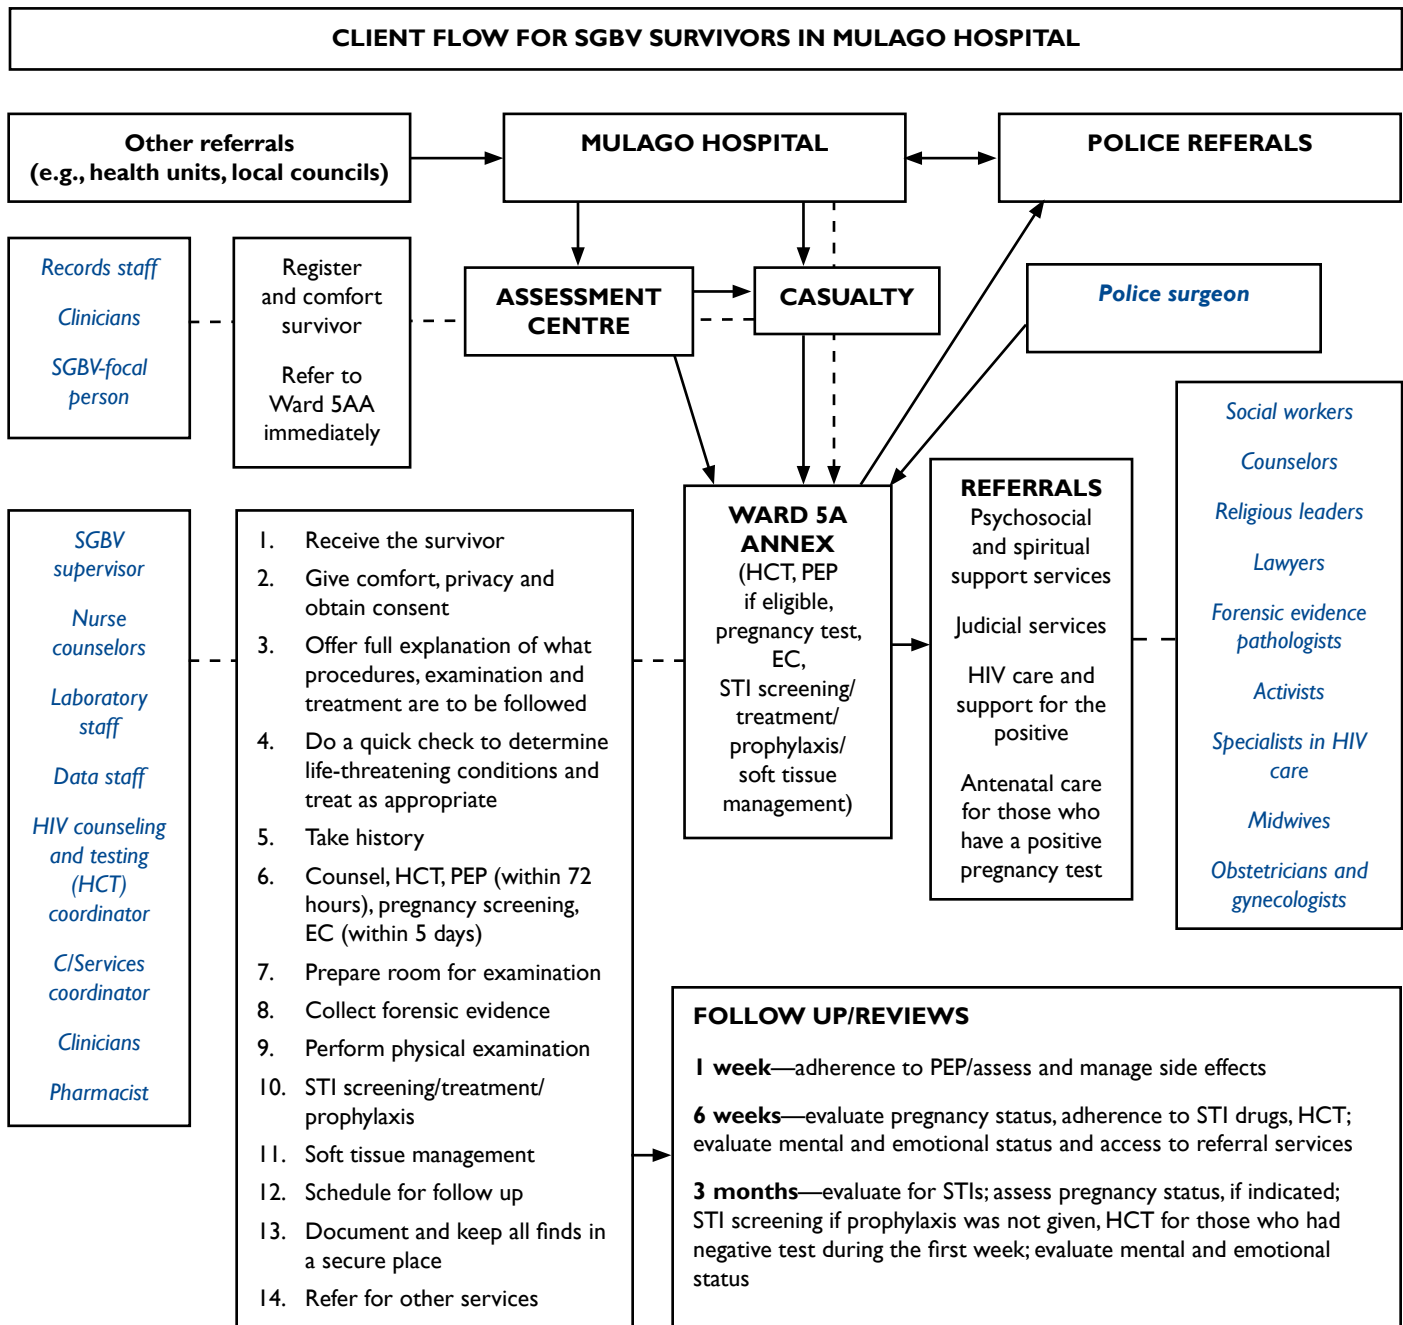 CLIENT FLOW FOR SGBV SURVIVORS IN MULAGO HOSPITAL
Other referrals
(e.g., health units, local councils)
MULAGO HOSPITAL
POLICE REFERRALS
Records staff
Clinicians
SGBV-focal
person
Register
and comfort
survivor
Refer to
Ward 5AA
immediately
ASSESSMENT
CENTRE
CASUALTY
Police surgeon
SGBV
supervisor
Nurse
counselors
Laboratory
staff
Data staff
HIV counseling
and testing
(HCT)
coordinator
C/Services
coordinator
Clinicians
Pharmacist
1. Receive the survivor
2. Give comfort, privacy and
obtain consent
3. Offer full explanation of what
procedures, examination and
treatment are to be followed
4. Do a quick check to determine
life-threatening conditions and
treat as appropriate
5. Take history
6. Counsel, HCT, PEP (within 72
hours), pregnancy screening,
EC (within 5 days)
7. Prepare room for examination
8. Collect forensic evidence
9. Perform physical examination
10. STI screening/treatment/
prophylaxis
11. Soft tissue management
12. Schedule for follow up
13. Document and keep all finds in
a secure place
14. Refer for other services
WARD 5A
ANNEX
(HCT, PEP
if eligible,
pregnancy test,
EC,
STI screening/
treatment/
prophylaxis/
soft tissue
management)
REFERRALS
Psychosocial
and spiritual
support services
Judicial services
HIV care and
support for the
positive
Antenatal care
for those who
have a positive
pregnancy test
Social workers
Counselors
Religious leaders
Lawyers
Forensic evidence
pathologists
Activists
Specialists in HIV
care
Midwives
Obstetricians and
gynecologists
FOLLOW UP/REVIEWS
1 week—adherence to PEP/assess and manage side effects
6 weeks—evaluate pregnancy status, adherence to STI drugs, HCT;
evaluate mental and emotional status and access to referral services
3 months—evaluate for STIs; assess pregnancy status, if indicated;
STI screening if prophylaxis was not given, HCT for those who had
negative test during the first week; evaluate mental and emotional
status